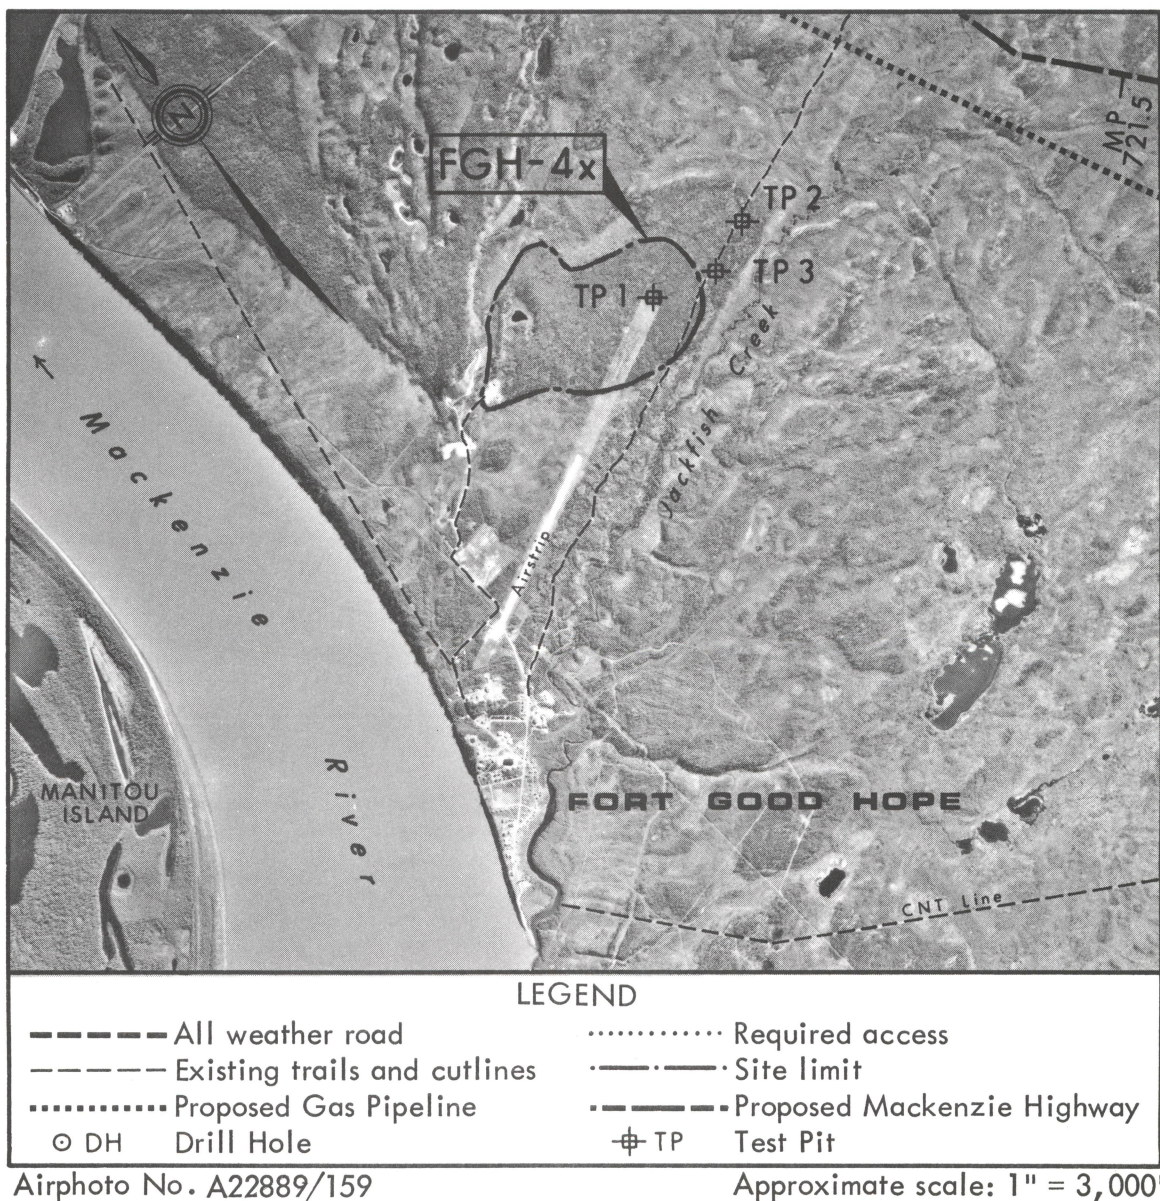 N
FGH-4x
MP
721.5
TP 2
TP 3
TP 1
Jackfish Creek
Airstrip
Mackenzie
River
MANITOU
ISLAND
FORT GOOD HOPE
CNT Line
LEGEND
All weather road
Existing trails and cutlines
Proposed Gas Pipeline
DH Drill Hole
Required access
Site limit
Proposed Mackenzie Highway
TP Test Pit
Airphoto No. A22889/159
Approximate scale: 1" = 3,000'